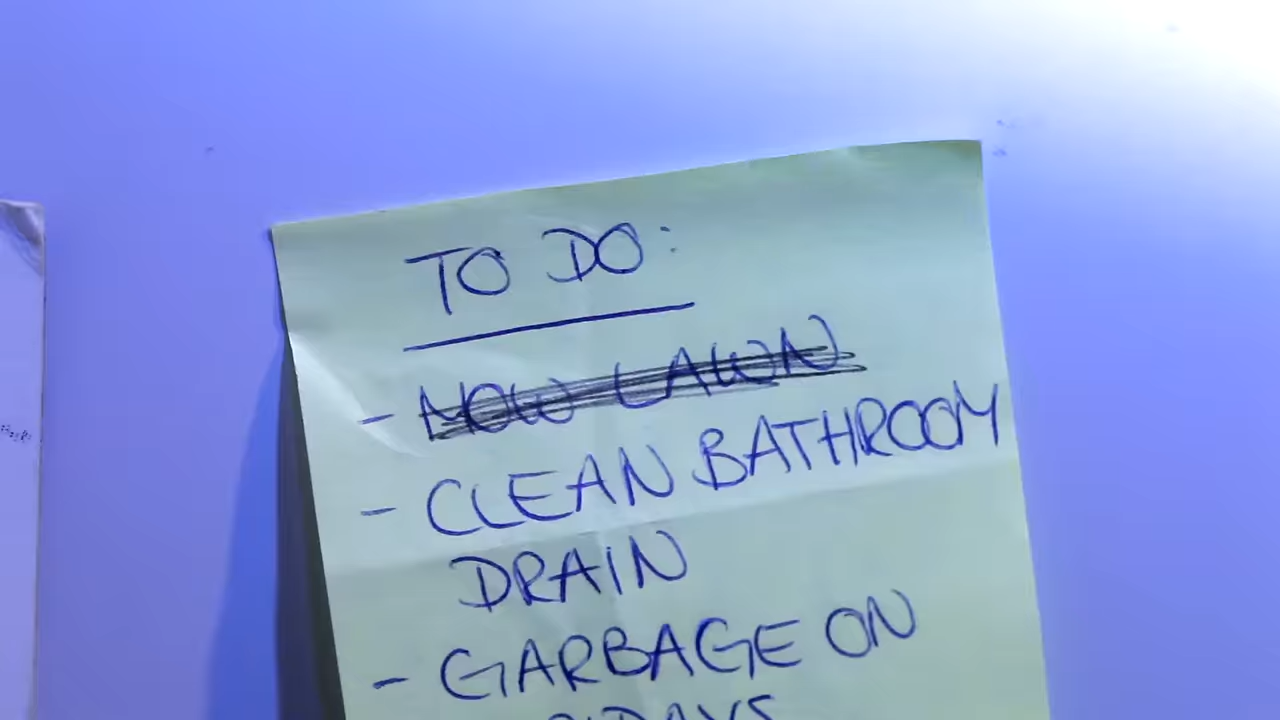 TO DO:
- MOW LAWN
- CLEAN BATHROOM
DRAIN
- GARBAGE ON